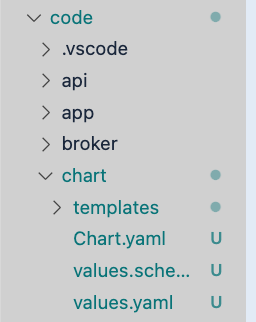 code
.vscode
api
app
broker
chart
templates
Chart.yaml U
values.sche... U
values.yaml U